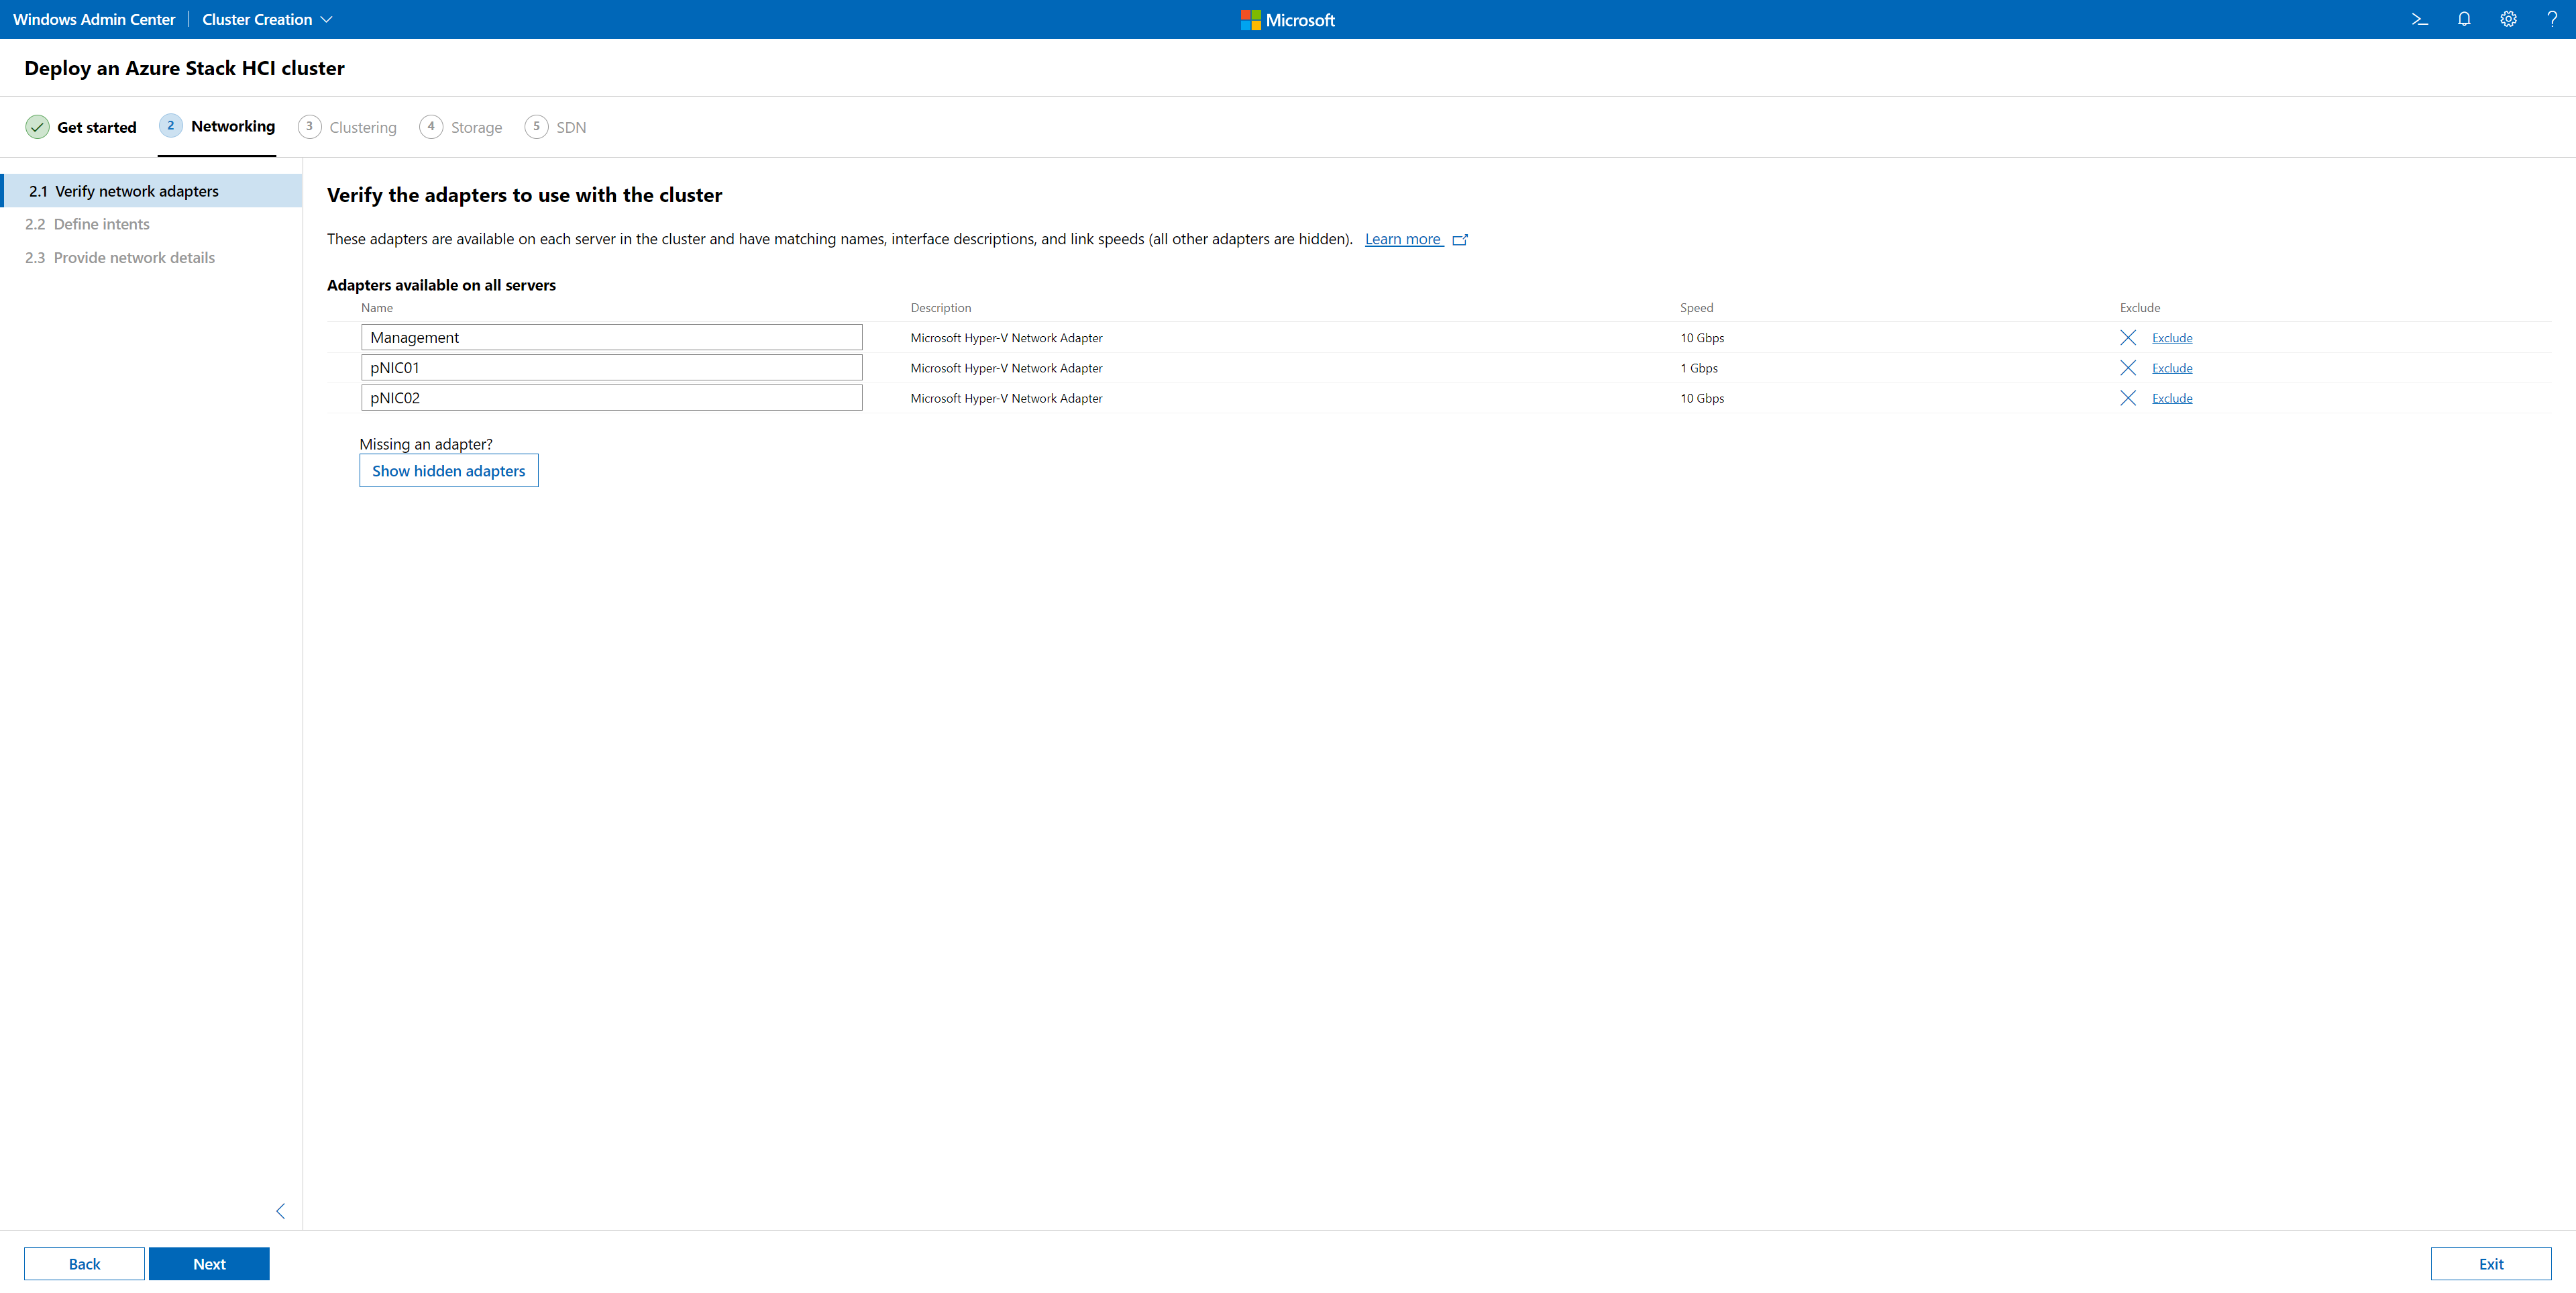 Windows Admin Center Cluster Creation Microsoft
Deploy an Azure Stack HCI cluster
Get started 2 Networking 3 Clustering 4 Storage 5 SDN
2.1 Verify network adapters
2.2 Define intents
2.3 Provide network details
Verify the adapters to use with the cluster
These adapters are available on each server in the cluster and have matching names, interface descriptions, and link speeds (all other adapters are hidden). Learn more
Adapters available on all servers
Name Description Speed Exclude
Management Microsoft Hyper-V Network Adapter 10 Gbps Exclude
pNIC01 Microsoft Hyper-V Network Adapter 1 Gbps Exclude
pNIC02 Microsoft Hyper-V Network Adapter 10 Gbps Exclude
Missing an adapter?
Show hidden adapters
Back Next Exit